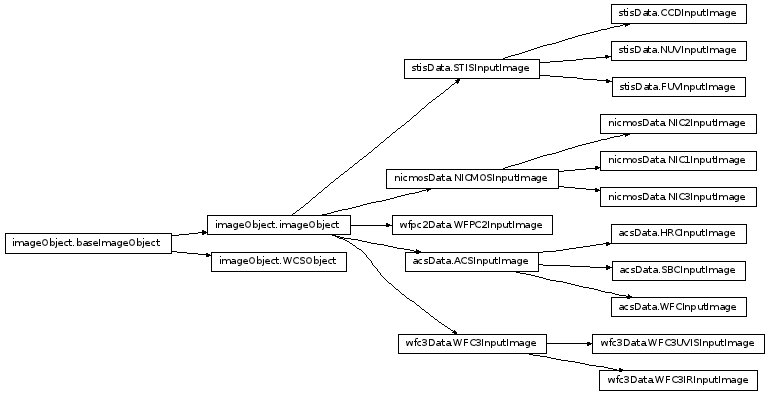 stisData.CCDInputImage
stisData.NUVInputImage
stisData.STISInputImage
stisData.FUVInputImage
nicmosData.NIC2InputImage
nicmosData.NIC1InputImage
nicmosData.NICMOSInputImage
nicmosData.NIC3InputImage
imageObject.imageObject
wfpc2Data.WFPC2InputImage
acsData.HRCInputImage
imageObject.baseImageObject
imageObject.WCSObject
acsData.ACSInputImage
acsData.SBCInputImage
acsData.WFCInputImage
wfc3Data.WFC3InputImage
wfc3Data.WFC3UVISInputImage
wfc3Data.WFC3IRInputImage